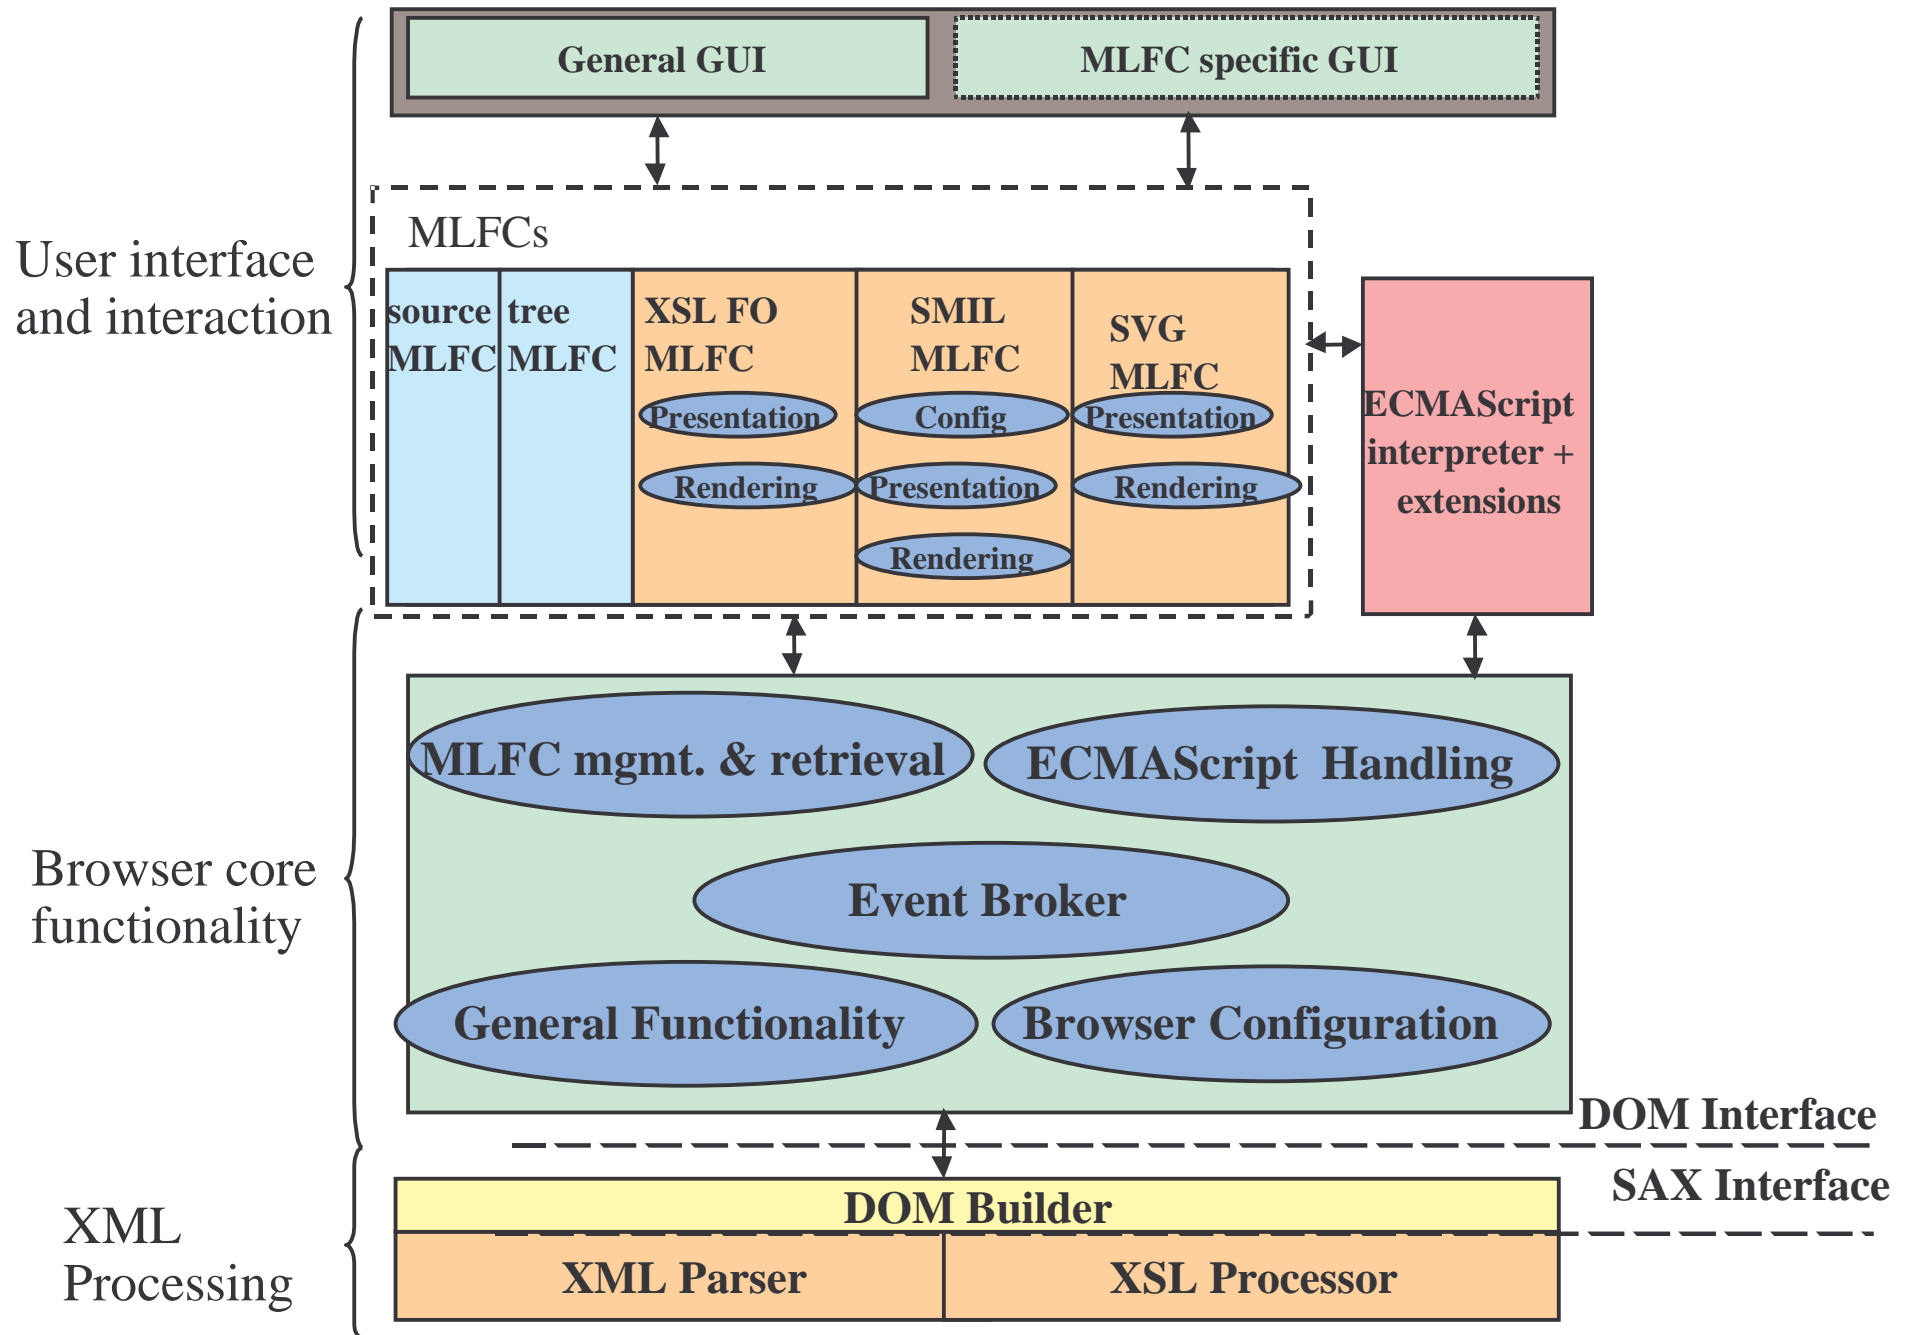 General GUI
MLFC specific GUI
User interface
and interaction
MLFCs
source
MLFC
tree
MLFC
XSL FO
MLFC
Presentation
Rendering
SMIL
MLFC
Config
Presentation
Rendering
SVG
MLFC
Presentation
Rendering
ECMAScript
interpreter +
extensions
Browser core
functionality
MLFC mgmt. & retrieval
ECMAScript Handling
Event Broker
General Functionality
Browser Configuration
DOM Interface
SAX Interface
XML
Processing
DOM Builder
XML Parser
XSL Processor